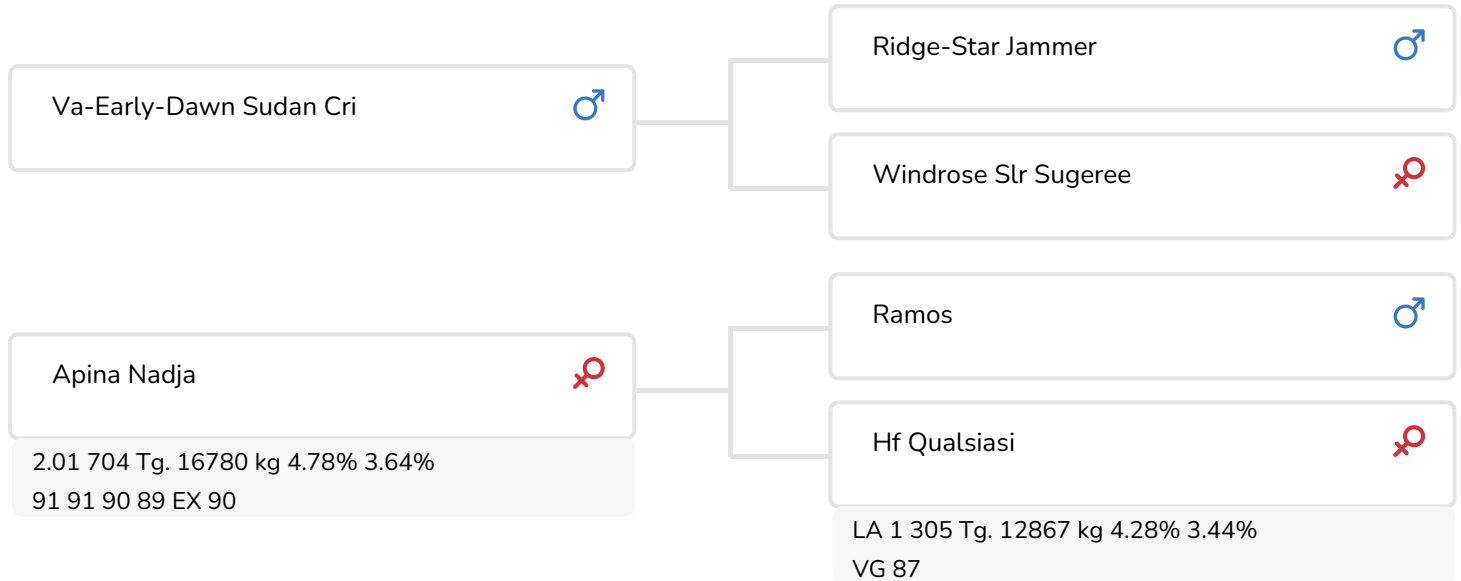 Ridge-Star Jammer
Va-Early-Dawn Sudan Cri
Windrose Slr Sugeree
Ramos
Apina Nadja
Hf Qualsiasi
2.01 704 Tg. 16780 kg 4.78% 3.64%
91 91 90 89 EX 90
LA 1 305 Tg. 12867 kg 4.28% 3.44%
VG 87